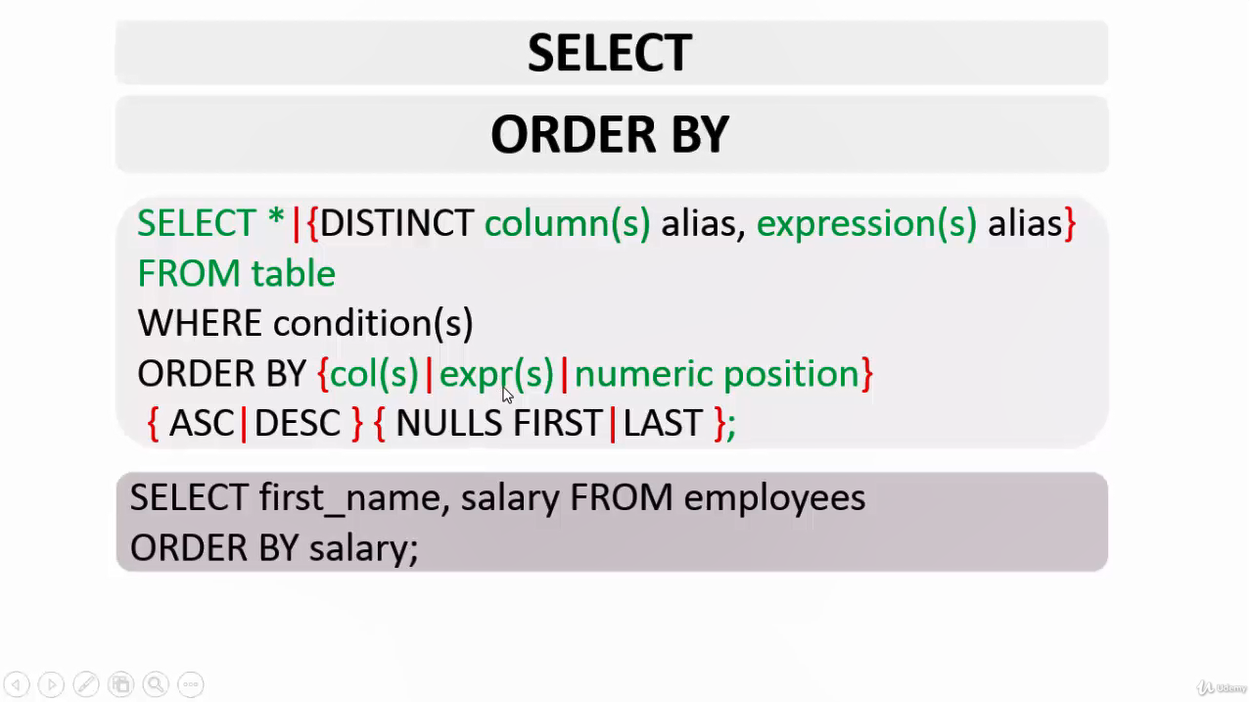 SELECT
ORDER BY
SELECT *|{DISTINCT column(s) alias, expression(s) alias}
FROM table
WHERE condition(s)
ORDER BY {col(s)|expr(s)|numeric position}
{ ASC|DESC } { NULLS FIRST|LAST };
SELECT first_name, salary FROM employees
ORDER BY salary;
Udemy